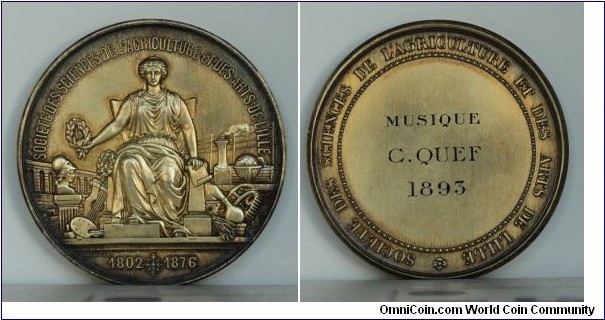 SOCIETE DES SCIENCES DE L'AGRICULTURE ET DES ARTS DE LILLE
1802 1876
SOCIETE DES SCIENCES DE L'AGRICULTURE ET DES ARTS DE LILLE
MUSIQUE
C. QUEF
1893
OmniCoin.com World Coin Community